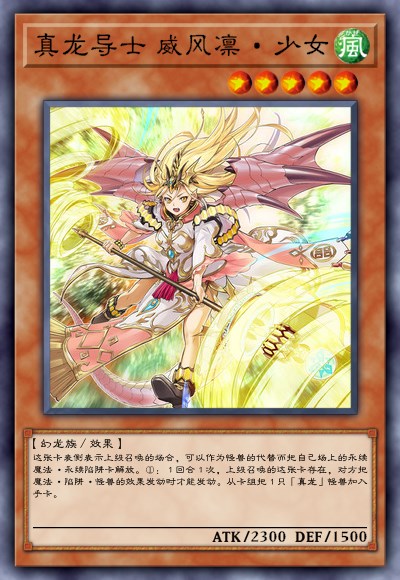 真龙导士 威风凛·少女
风
【幻龙族/效果】
这张卡表侧表示上级召唤的场合，可以作为怪兽的代替而把自己场上的永续
魔法·永续陷阱卡解放。①：1回合1次，上级召唤的这张卡存在，对方把
魔法·陷阱·怪兽的效果发动时才能发动。从卡组把1只「真龙」怪兽加入
手卡。
ATK/2300 DEF/1500